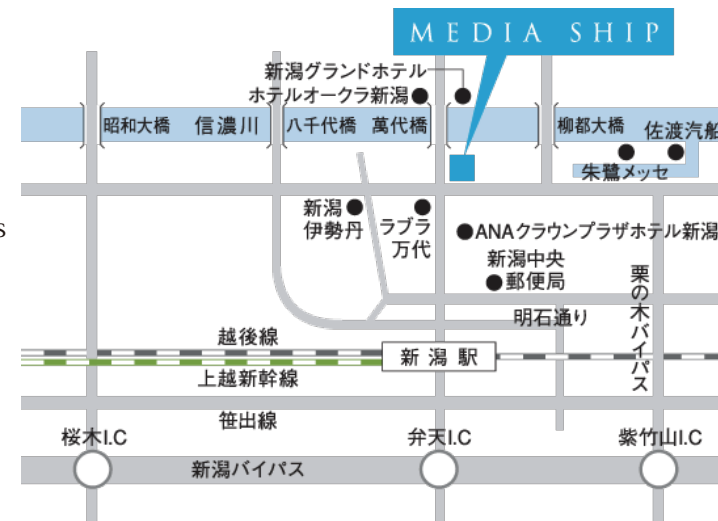 MEDIA SHIP
新潟グランドホテル
ホテルオークラ新潟
昭和大橋
信濃川
八千代橋
萬代橋
柳都大橋
佐渡汽船
朱鷺メッセ
新潟
伊勢丹
ラブラ
万代
ANAクラウンプラザホテル新潟
新潟中央
郵便局
栗の木バイパス
明石通り
越後線
新潟駅
上越新幹線
笹出線
桜木I.C
弁天I.C
紫竹山I.C
新潟バイパス
s